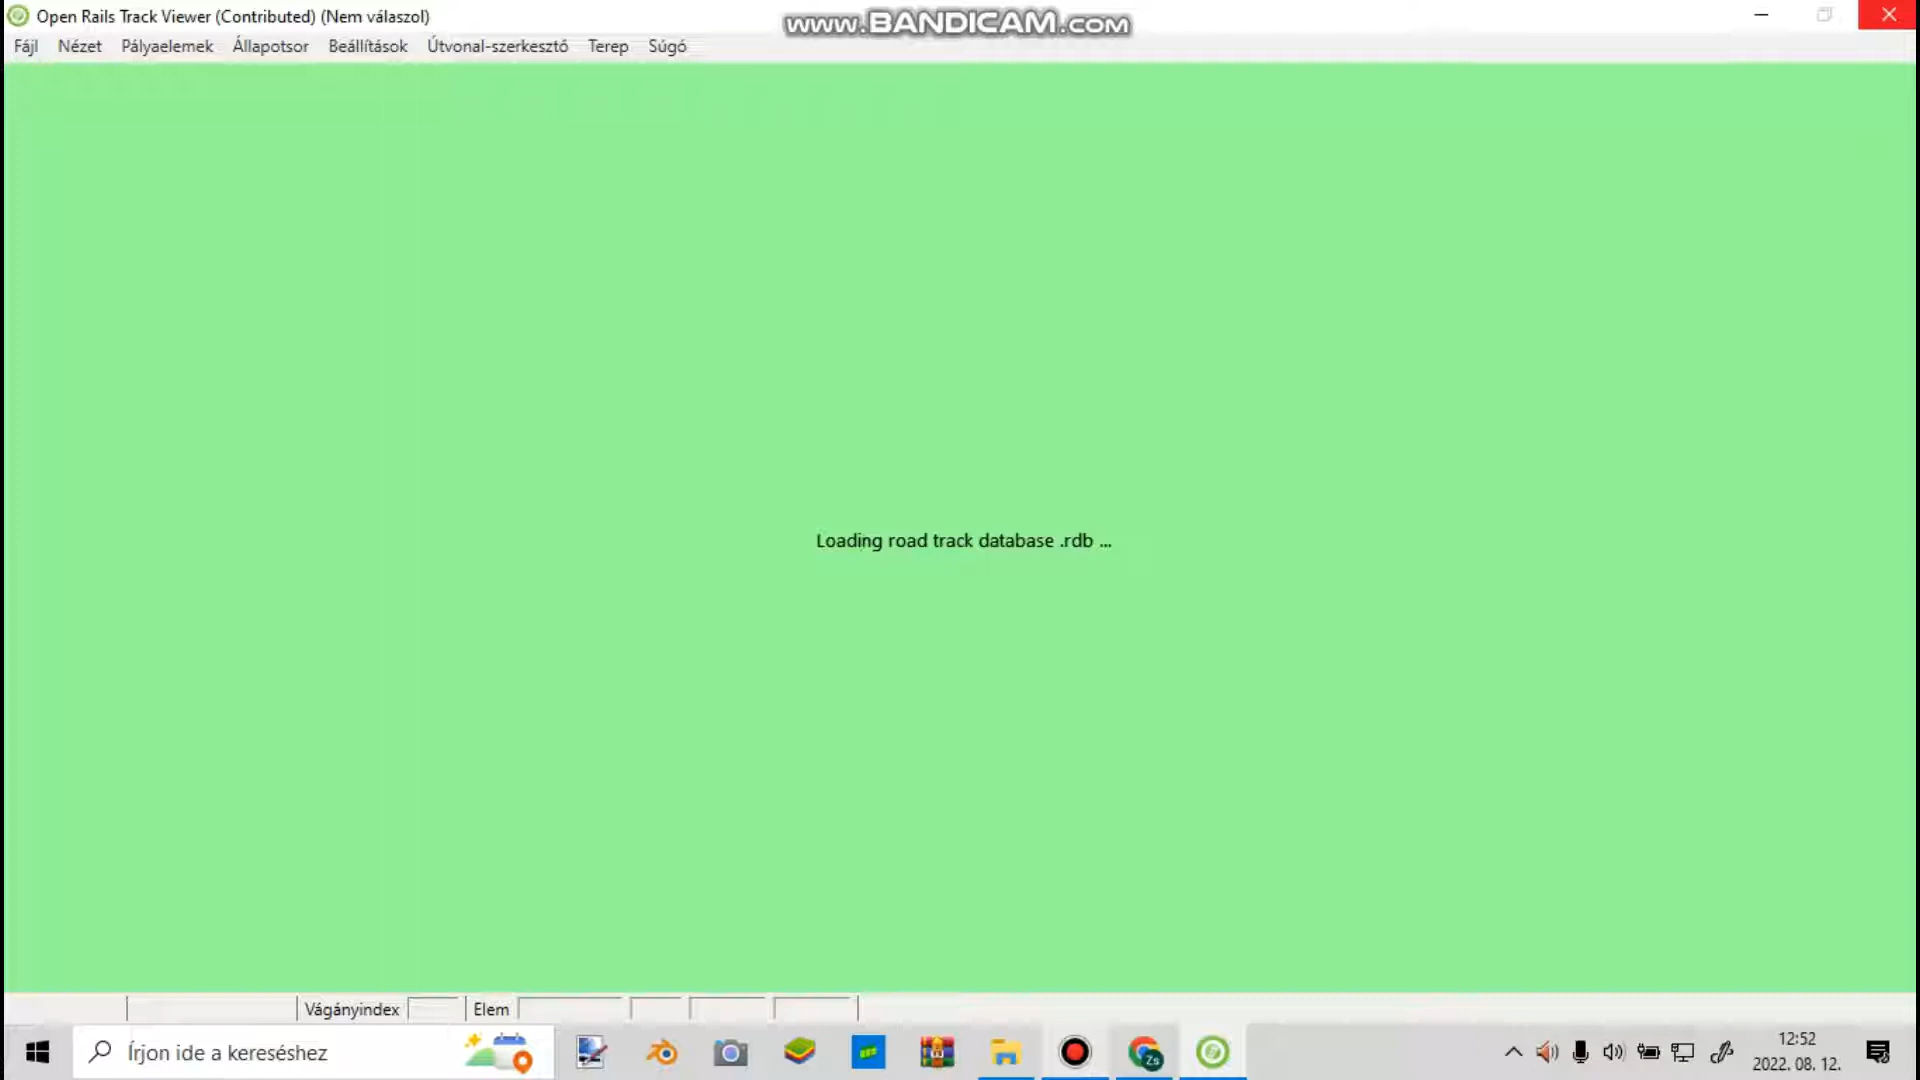 Open Rails Track Viewer (Contributed) (Nem válaszol)
www.BANDICAM.com
Fájl Nézet Pályaelemek Állapotsor Beállítások Útvonal-szerkesztő Terep Súgó
Loading road track database .rdb ...
Vágányindex Elem
Írjon ide a kereséshez
Zs
12:52
2022. 08. 12.